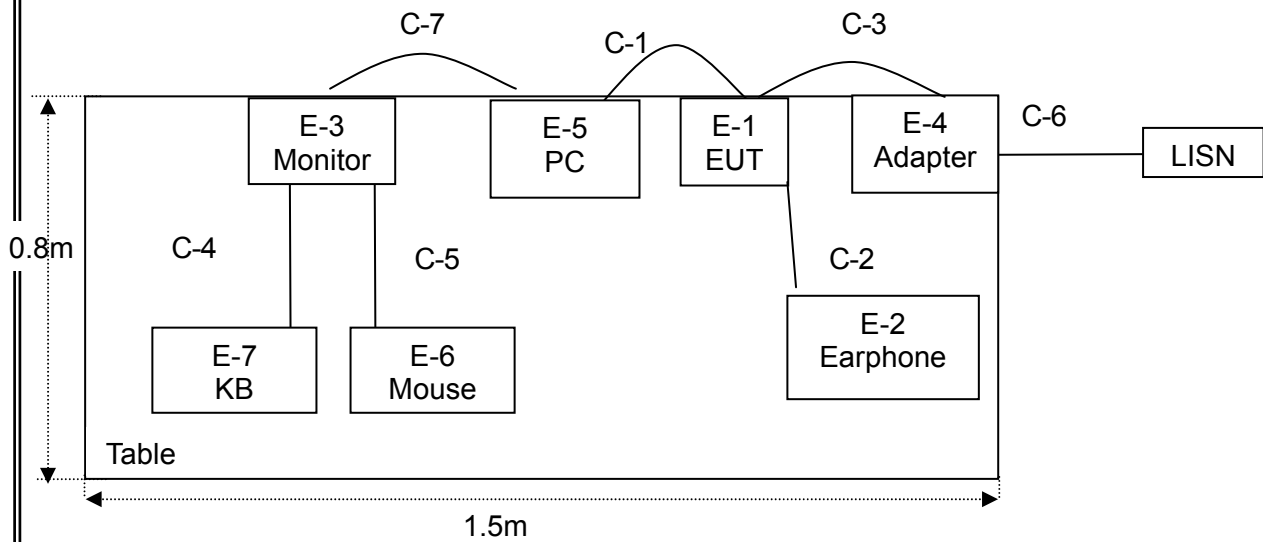 C-7
C-1
C-3
E-3
Monitor
E-5
PC
E-1
EUT
E-4
Adapter
C-6
LISN
0.8m
C-4
C-5
C-2
E-7
KB
E-6
Mouse
E-2
Earphone
Table
1.5m